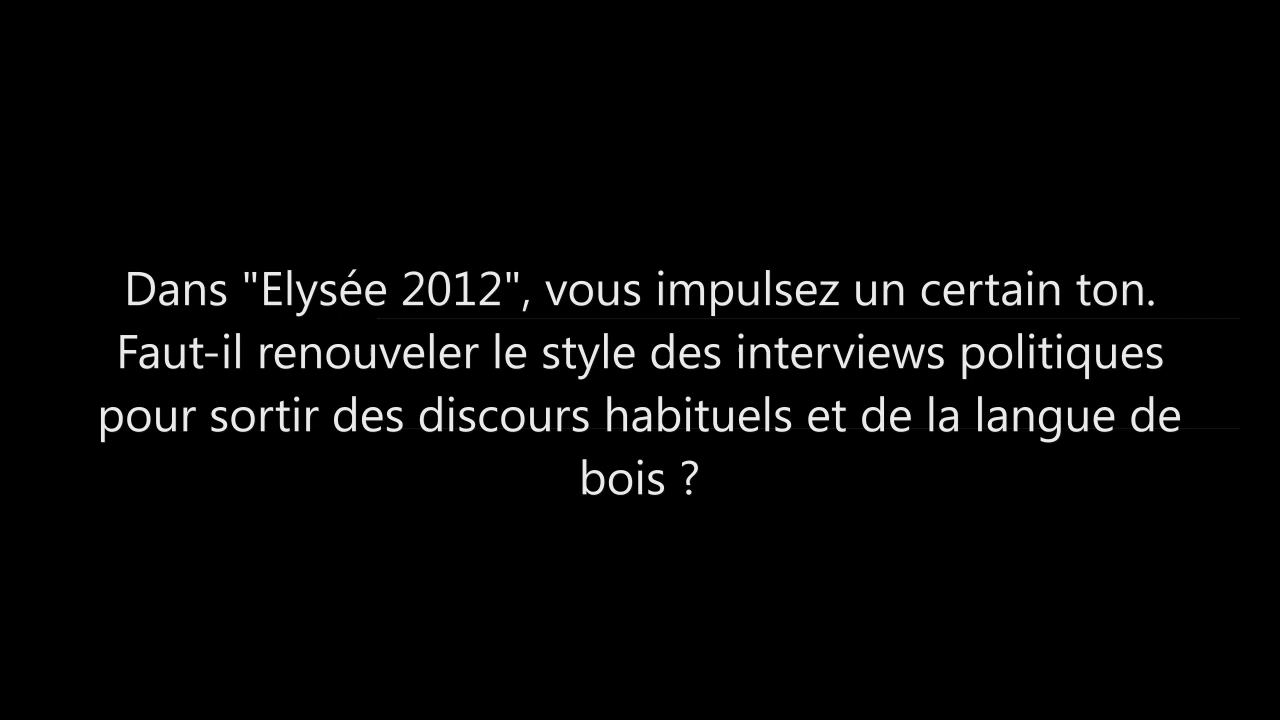 Dans "Elysée 2012", vous impulsez un certain ton.
Faut-il renouveler le style des interviews politiques
pour sortir des discours habituels et de la langue de
bois ?